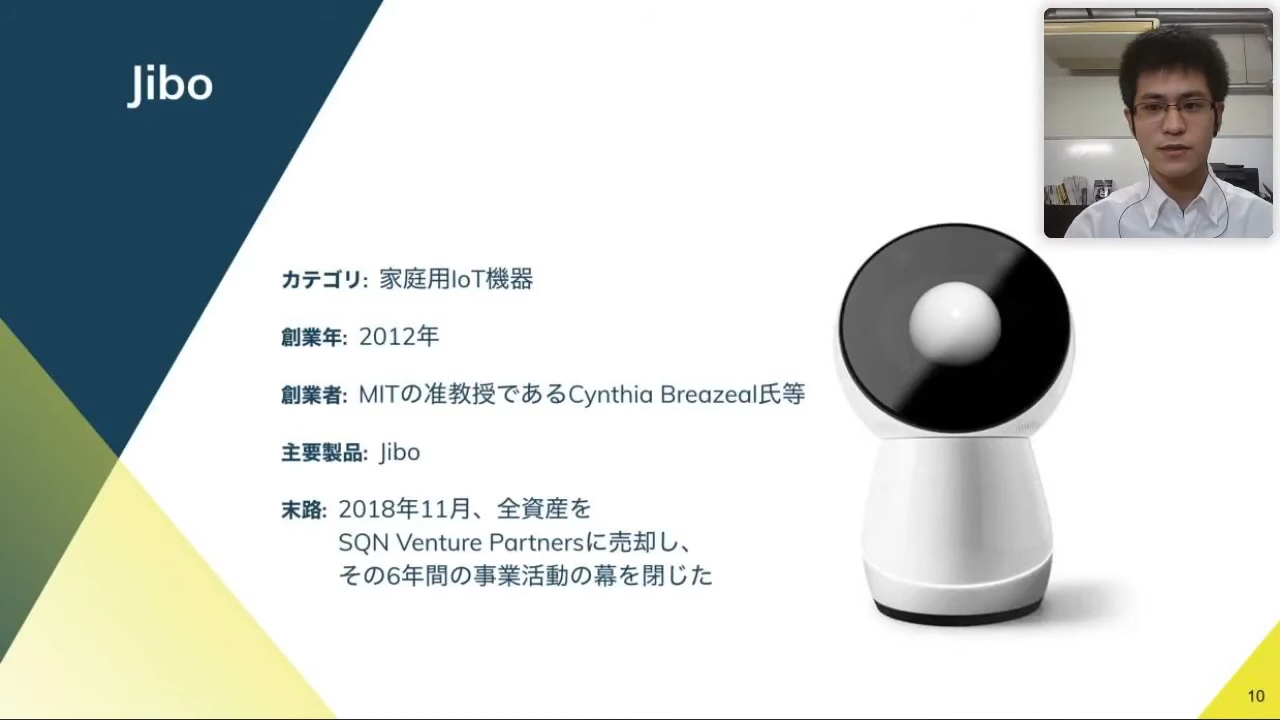 Jibo
カテゴリ: 家庭用IoT機器
創業年: 2012年
創業者: MITの准教授であるCynthia Breazeal氏等
主要製品: Jibo
末路: 2018年11月、全資産を
SQN Venture Partnersに売却し、
その6年間の事業活動の幕を閉じた
10